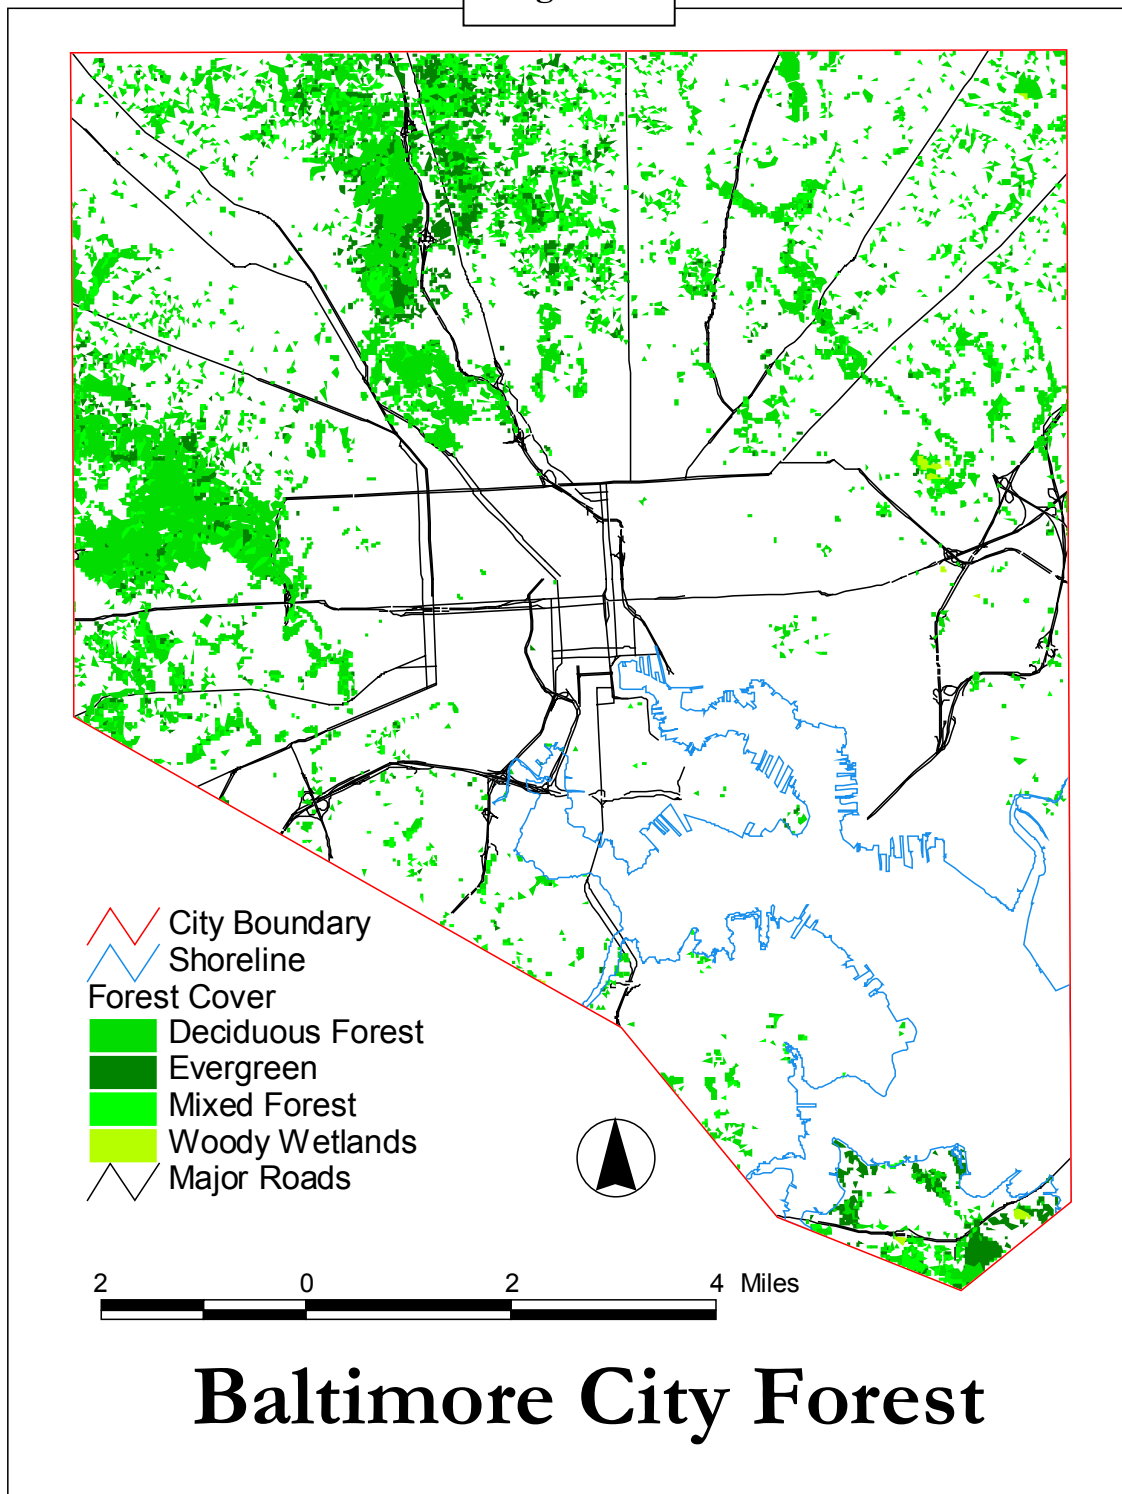 City Boundary
Shoreline
Forest Cover
Deciduous Forest
Evergreen
Mixed Forest
Woody Wetlands
Major Roads
2 0 2 4 Miles
Baltimore City Forest